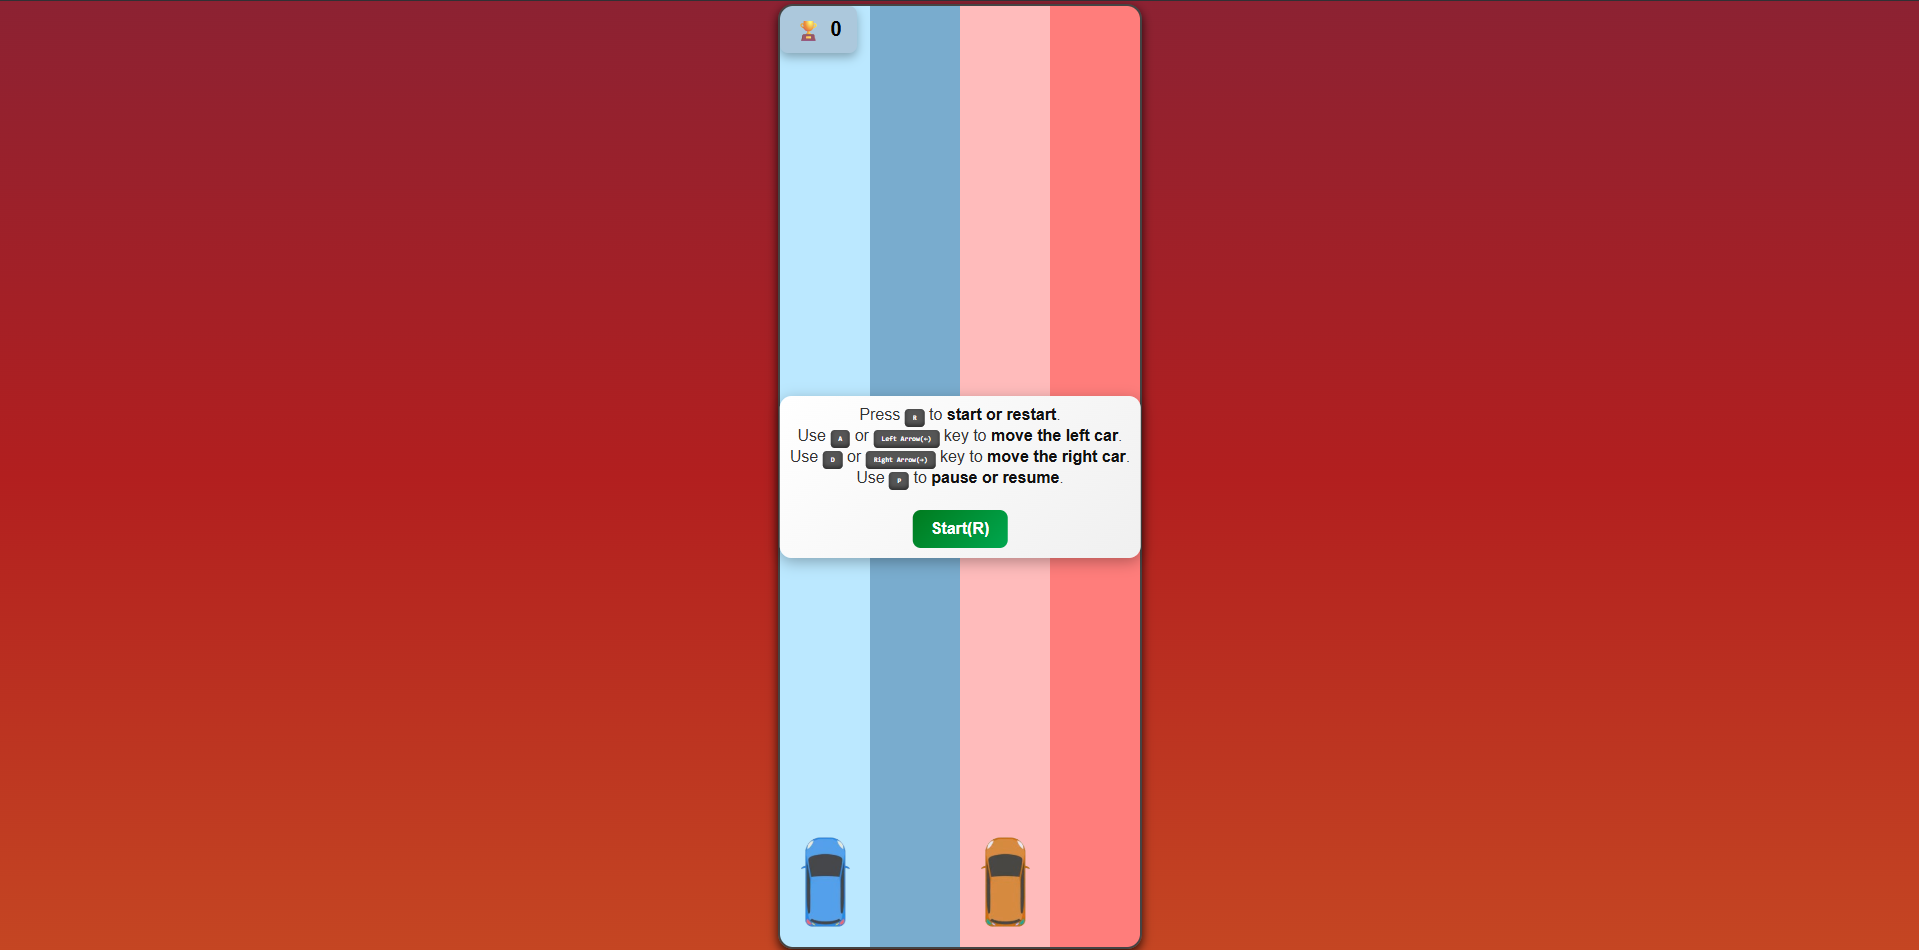 0
Press R to start or restart.
Use A or Left Arrow(←) key to move the left car.
Use D or Right Arrow(→) key to move the right car.
Use P to pause or resume.
Start(R)